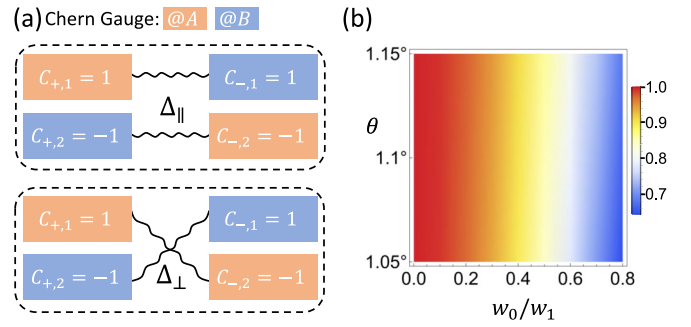 (a) Chern Gauge: @A @B
C₊,₁ = 1 C₋,₁ = 1
Δ∥
C₊,₂ = −1 C₋,₂ = −1
C₊,₁ = 1 C₋,₁ = 1
C₊,₂ = −1 Δ⊥ C₋,₂ = −1
(b)
1.15°
θ
1.1°
1.05°
0.0 0.2 0.4 0.6 0.8
w₀/w₁
1.0
0.9
0.8
0.7